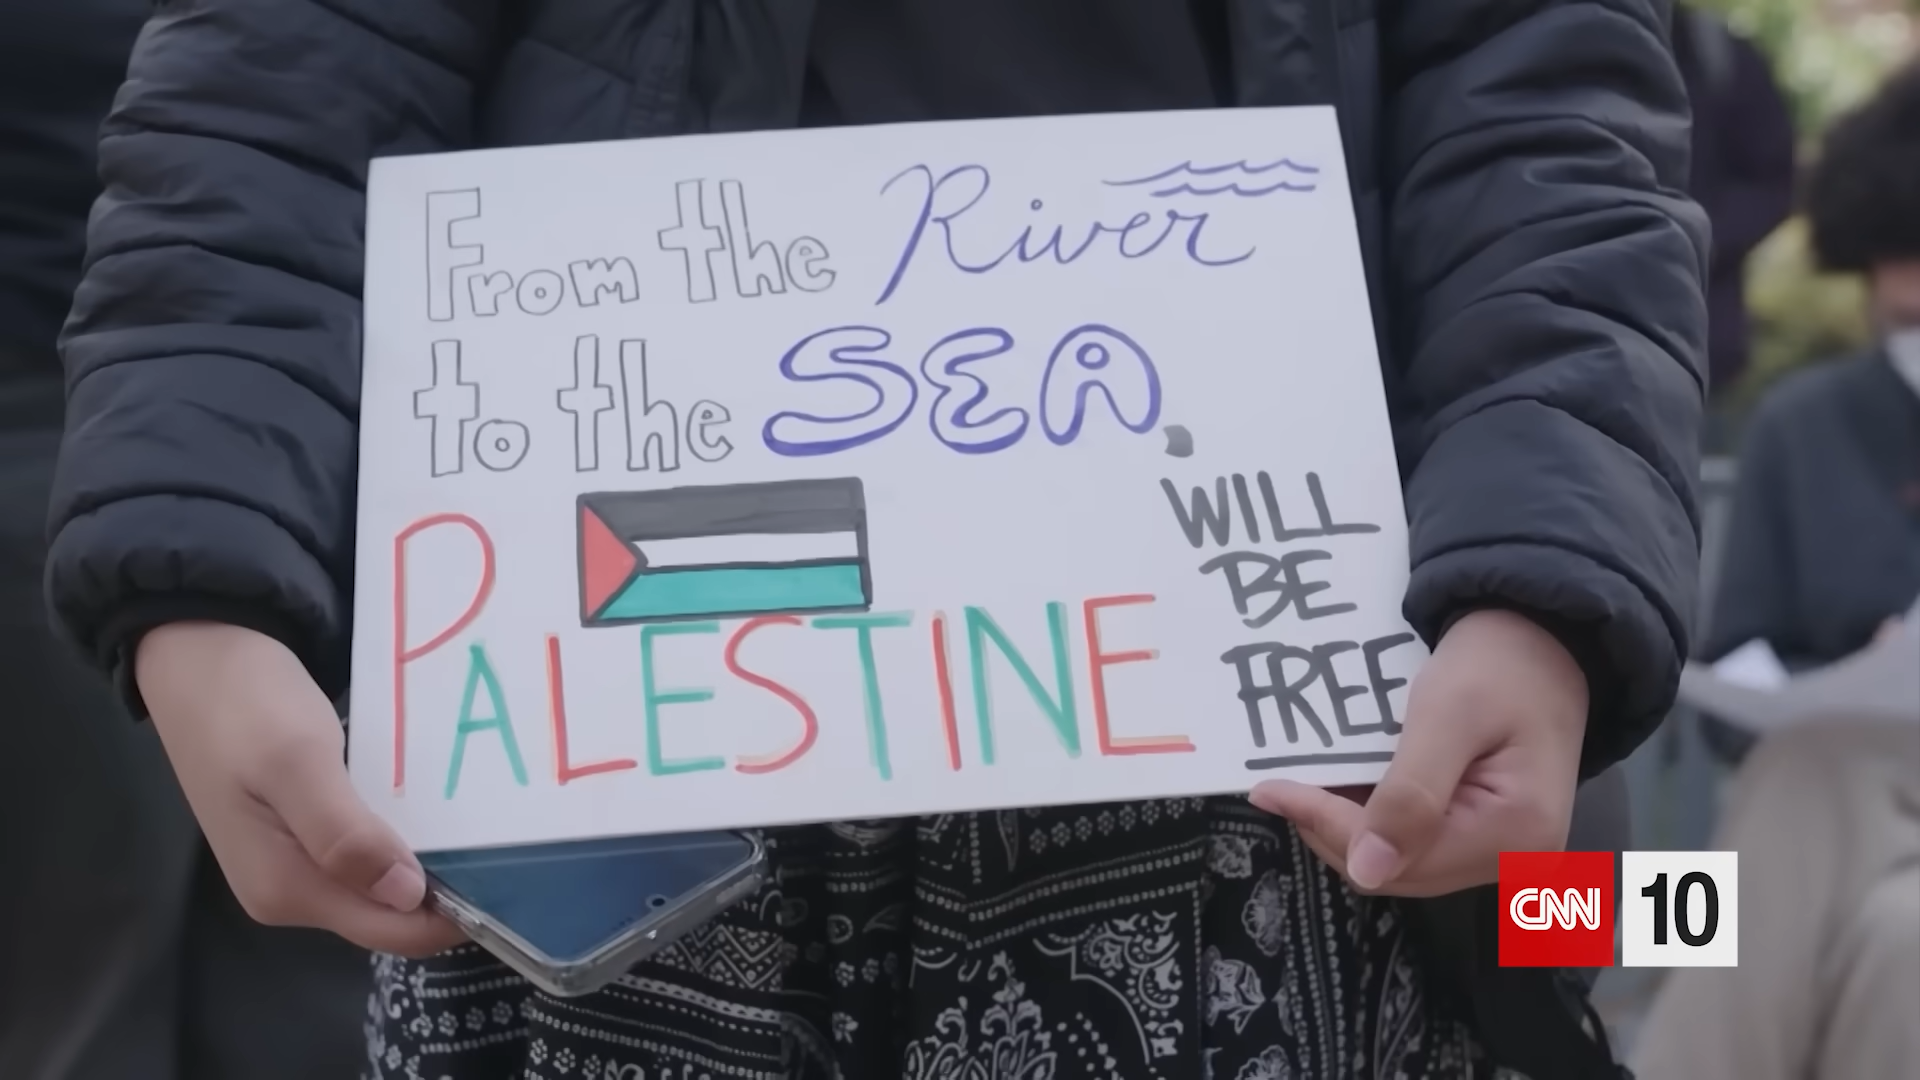 From the River
to the SEA,
PALESTINE
WILL
BE
FREE
CNN 10